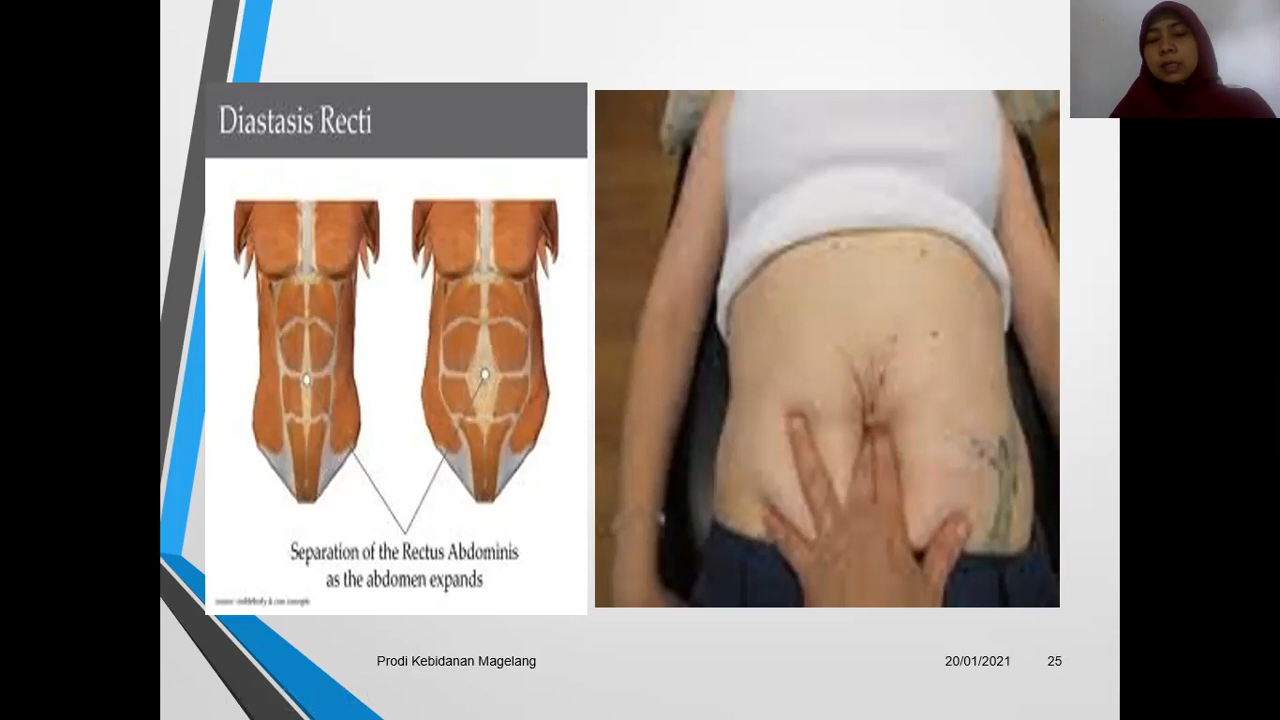 Diastasis Recti
Separation of the Rectus Abdominis
as the abdomen expands
Prodi Kebidanan Magelang
20/01/2021
25